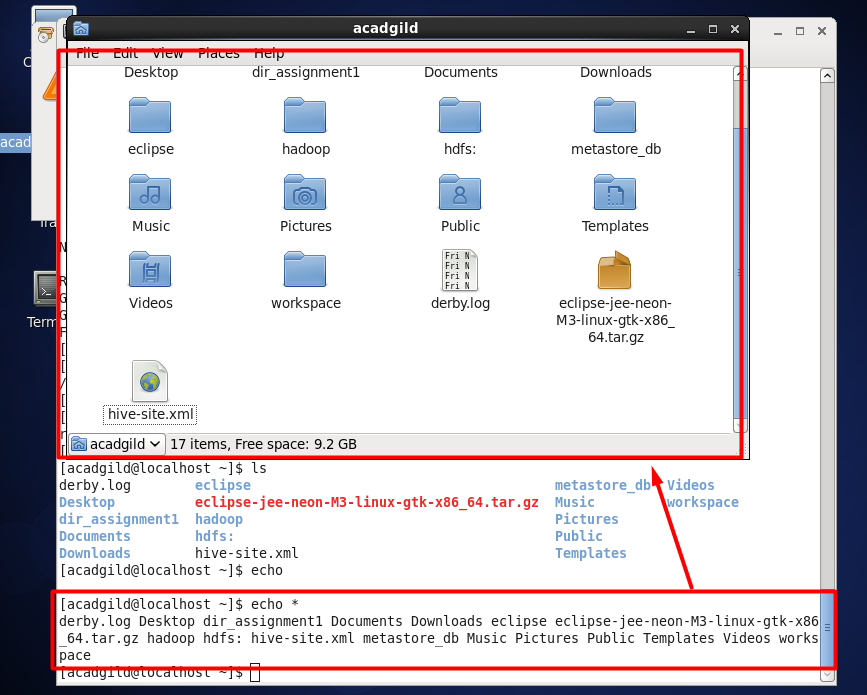 acadgild
File Edit View Places Help
Desktop dir_assignment1 Documents Downloads
eclipse hadoop hdfs: metastore_db
Music Pictures Public Templates
Fri N
Fri N
Fri N
Fri N
Videos workspace derby.log eclipse-jee-neon-
M3-linux-gtk-x86_
64.tar.gz
hive-site.xml
acadgild 17 items, Free space: 9.2 GB
acad
Term
[acadgild@localhost ~]$ ls
derby.log eclipse metastore_db Videos
Desktop eclipse-jee-neon-M3-linux-gtk-x86_64.tar.gz Music workspace
dir_assignment1 hadoop Pictures
Documents hdfs: Public
Downloads hive-site.xml Templates
[acadgild@localhost ~]$ echo
[acadgild@localhost ~]$ echo *
derby.log Desktop dir_assignment1 Documents Downloads eclipse eclipse-jee-neon-M3-linux-gtk-x86
_64.tar.gz hadoop hdfs: hive-site.xml metastore_db Music Pictures Public Templates Videos works
pace
[acadgild@localhost ~]$